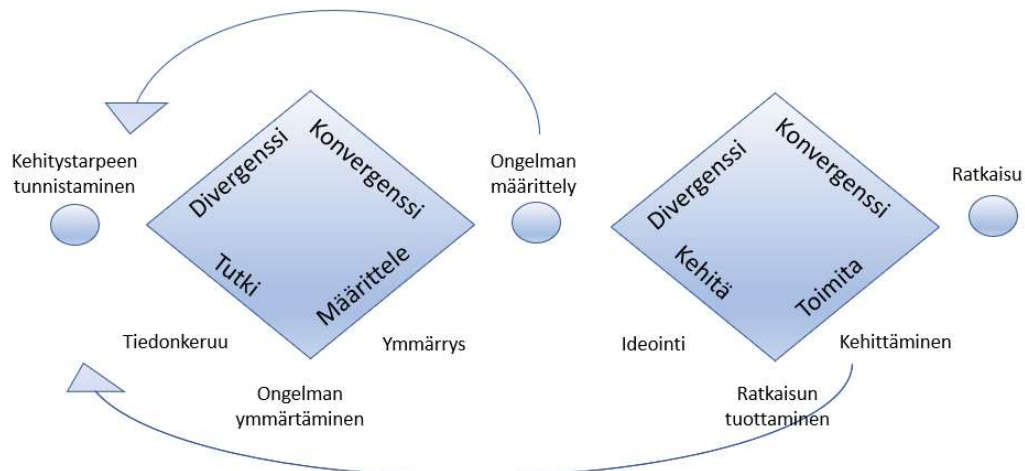 Kehitystarpeen
tunnistaminen
Divergenssi
Konvergenssi
Tutki
Määrittele
Tiedonkeruu
Ymmärrys
Ongelman
ymmärtäminen
Ongelman
määrittely
Divergenssi
Konvergenssi
Kehitä
Toimita
Ideointi
Kehittäminen
Ratkaisun
tuottaminen
Ratkaisu